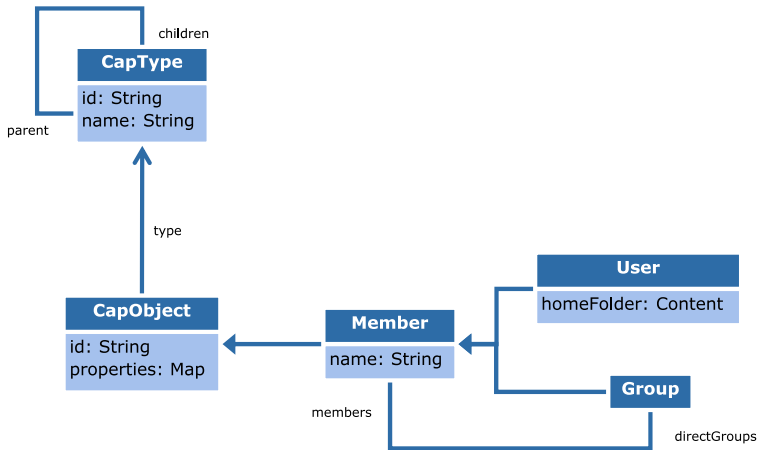 children
CapType
id: String
name: String
parent
type
User
homeFolder: Content
CapObject
id: String
properties: Map
Member
name: String
Group
members
directGroups